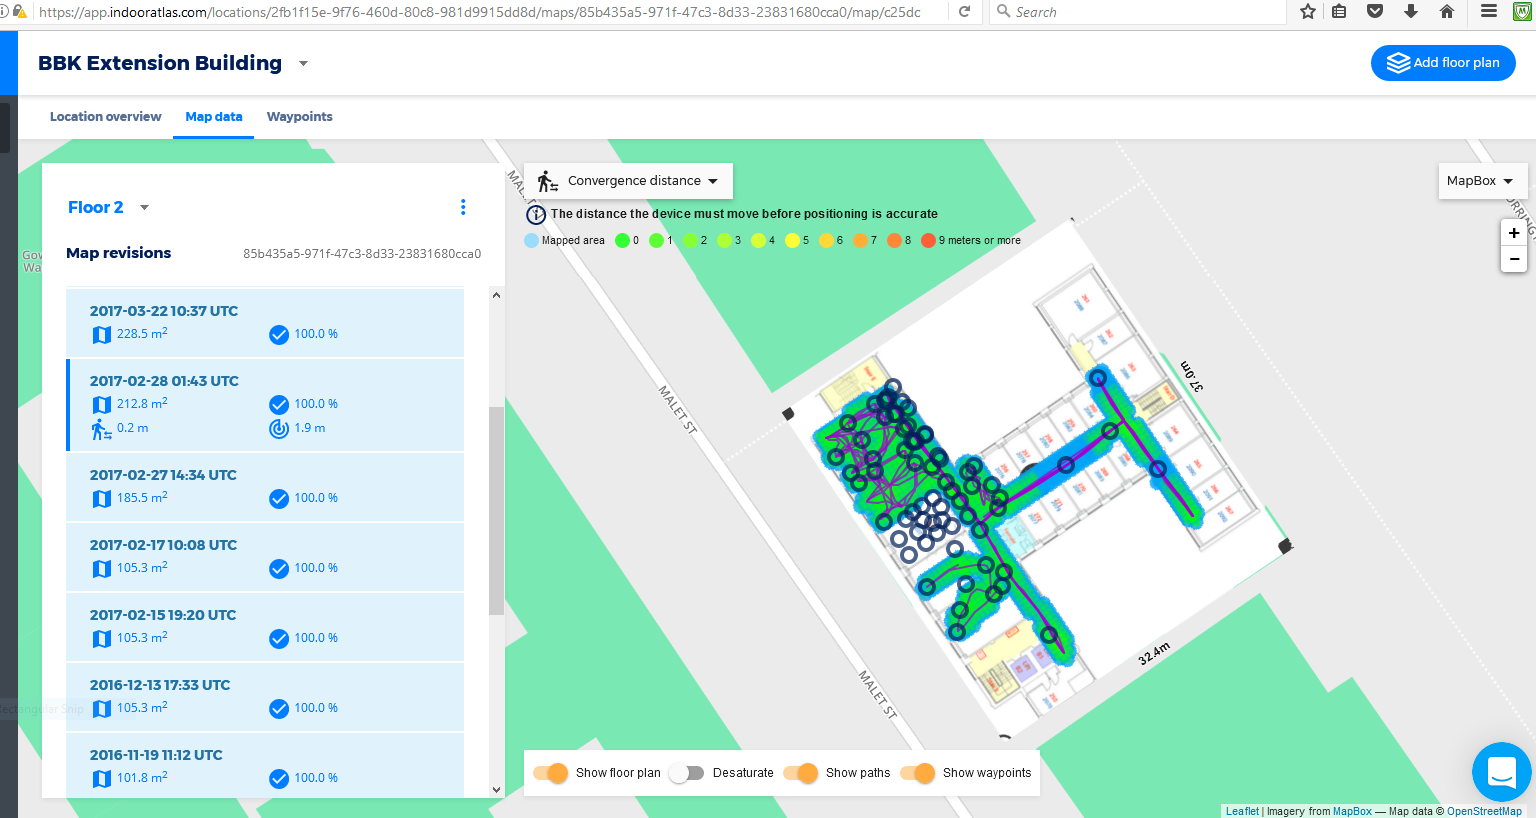 https://app.indooratlas.com/locations/2fb1f15e-9f76-460d-80c8-981d9915dd8d/maps/85b435a5-971f-47c3-8d33-23831680cca0/map/c25dc
Search
BBK Extension Building
Add floor plan
Location overview
Map data
Waypoints
Floor 2
Map revisions
85b435a5-971f-47c3-8d33-23831680cca0
2017-03-22 10:37 UTC
228.5 m²
100.0 %
2017-02-28 01:43 UTC
212.8 m²
100.0 %
0.2 m
1.9 m
2017-02-27 14:34 UTC
185.5 m²
100.0 %
2017-02-17 10:08 UTC
105.3 m²
100.0 %
2017-02-15 19:20 UTC
105.3 m²
100.0 %
2016-12-13 17:33 UTC
105.3 m²
100.0 %
2016-11-19 11:12 UTC
101.8 m²
100.0 %
Convergence distance
MapBox
The distance the device must move before positioning is accurate
Mapped area 0 1 2 3 4 5 6 7 8 9 meters or more
+
−
MALET ST
37.0m
32.4m
MALET ST
Show floor plan
Desaturate
Show paths
Show waypoints
Leaflet | Imagery from MapBox — Map data © OpenStreetMap